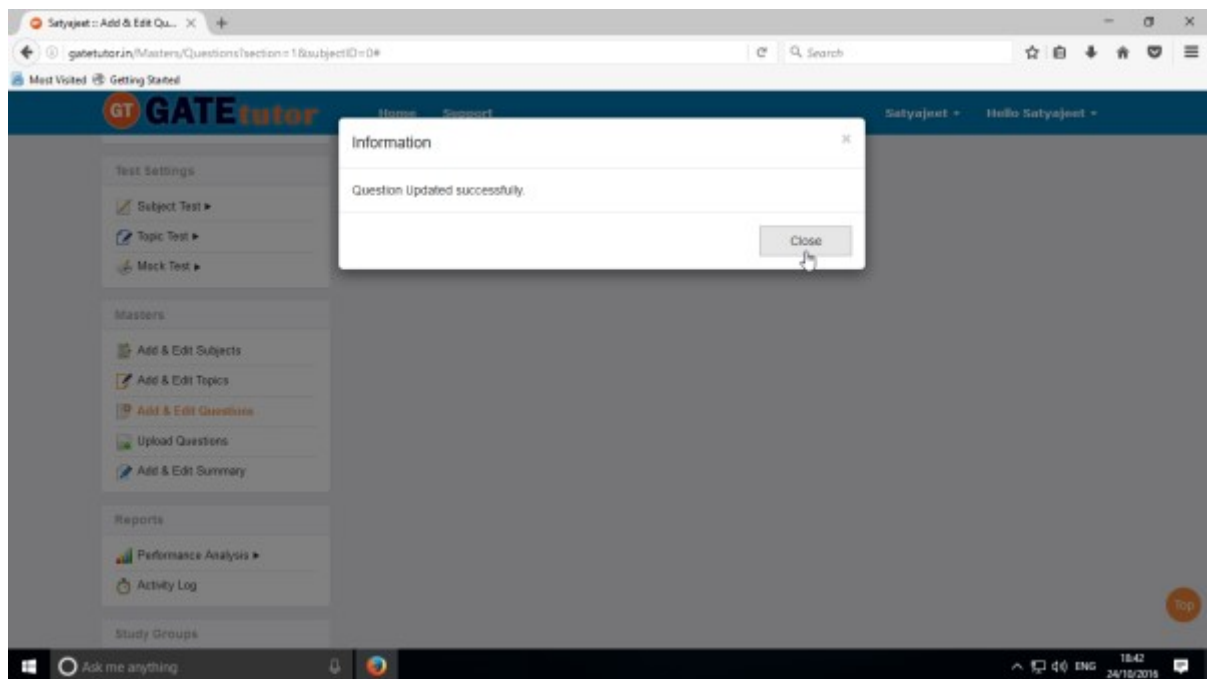 Satyajeet :: Add & Edit Qu...
gatetutor.in/Masters/Questions?section=1&subjectID=0#
Search
Most Visited Getting Started
GT GATEtutor Home Support Satyajeet Hello Satyajeet
Information
Question Updated successfully.
Close
Test Settings
Subject Test
Topic Test
Mock Test
Masters
Add & Edit Subjects
Add & Edit Topics
Add & Edit Questions
Upload Questions
Add & Edit Summary
Reports
Performance Analysis
Activity Log
Study Groups
Top
Ask me anything
ENG
18:42
24/10/2016